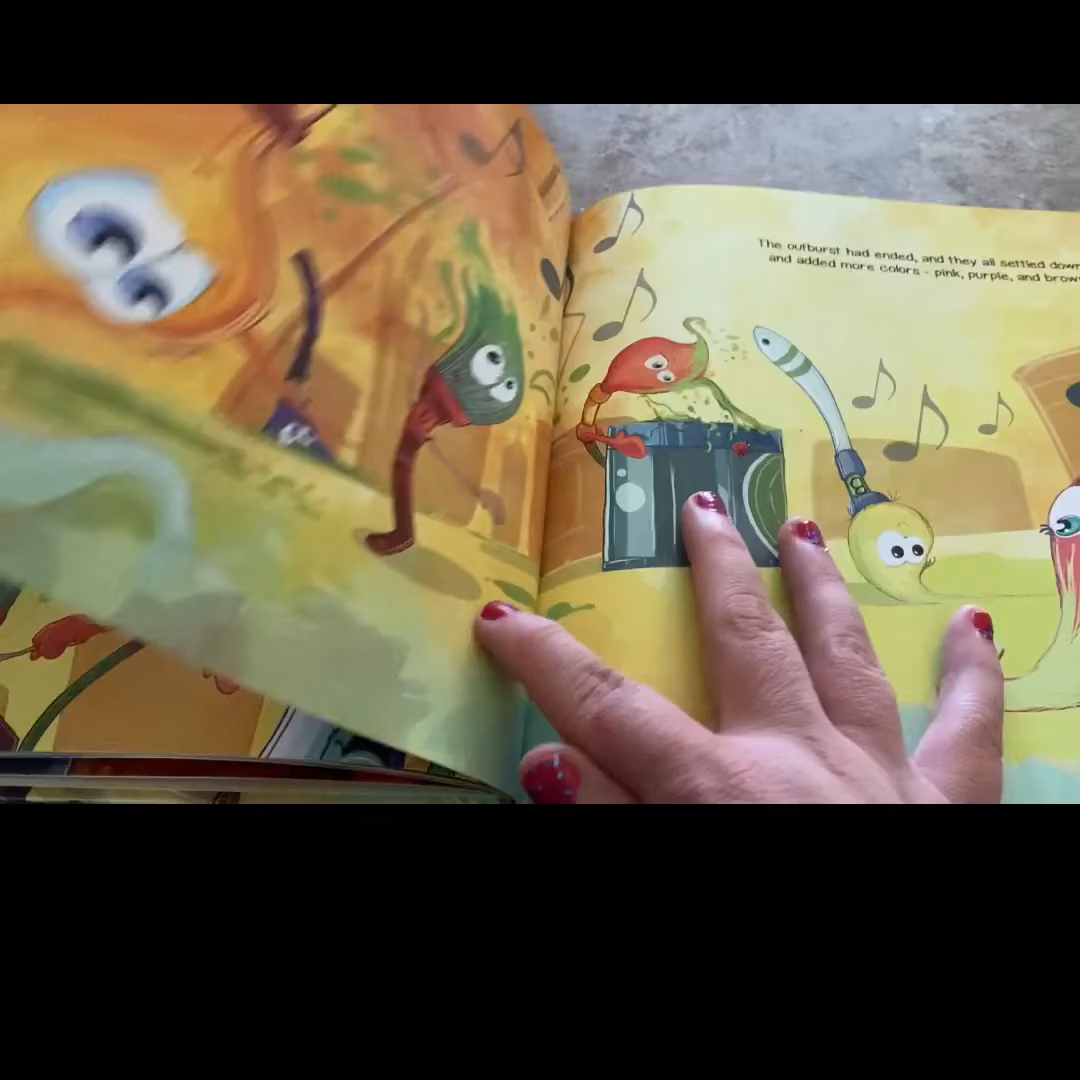 The outburst had ended, and they all settled down
and added more colors - pink, purple, and brow